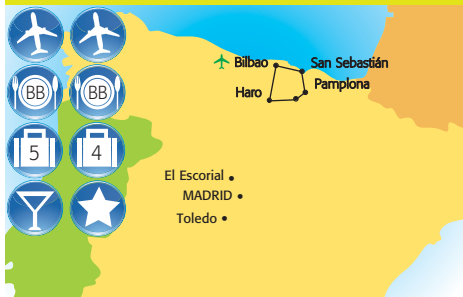 BB
BB
5
4
Bilbao
San Sebastián
Pamplona
Haro
El Escorial
MADRID
Toledo